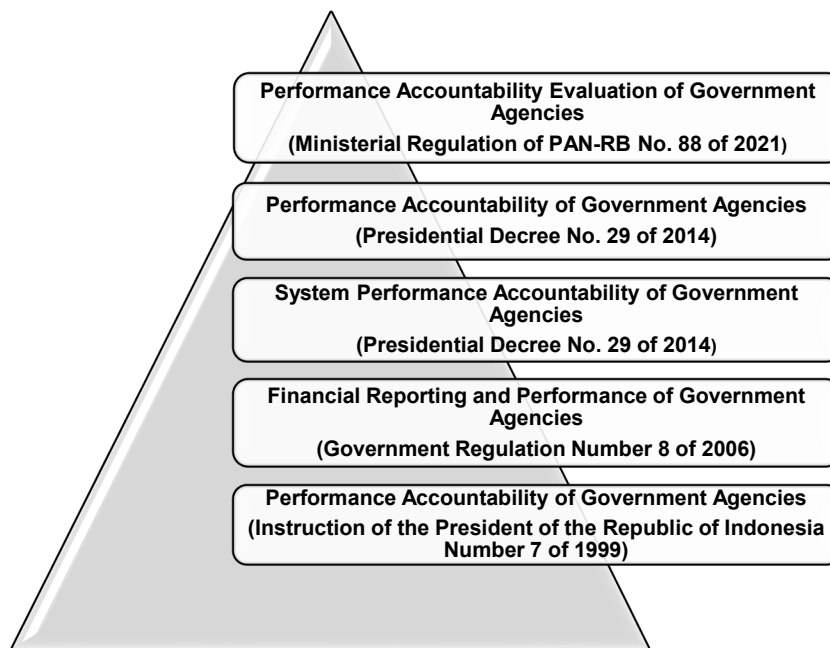 Performance Accountability Evaluation of Government
Agencies
(Ministerial Regulation of PAN-RB No. 88 of 2021)
Performance Accountability of Government Agencies
(Presidential Decree No. 29 of 2014)
System Performance Accountability of Government
Agencies
(Presidential Decree No. 29 of 2014)
Financial Reporting and Performance of Government
Agencies
(Government Regulation Number 8 of 2006)
Performance Accountability of Government Agencies
(Instruction of the President of the Republic of Indonesia
Number 7 of 1999)